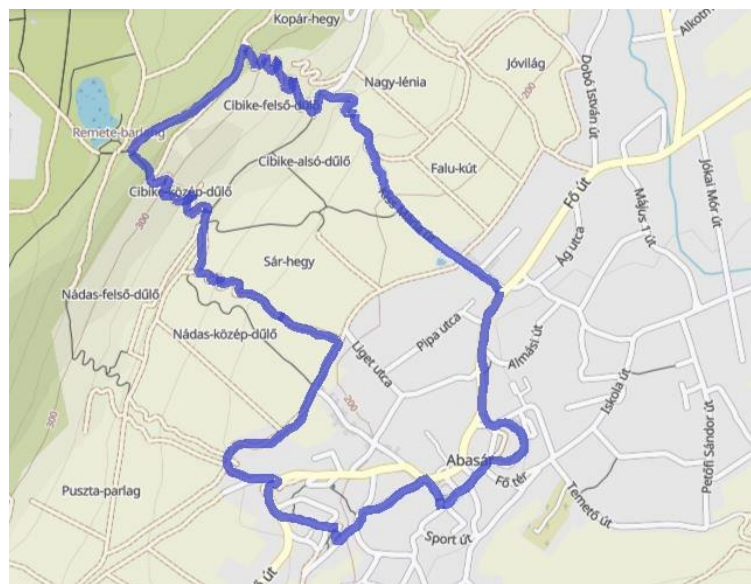 Kopár-hegy
Alkotm
Jóvilág
Nagy-lénia
200
Dobó István út
Cibike-felső-dűlő
Remete-barlang
Cibike-alsó-dűlő
Falu-kút
Jókai Mór út
Cibike-közép-dűlő
Fő út
Május 1 út
300
Ág utca
Sár-hegy
Nádas-felső-dűlő
Nádas-közép-dűlő
Pipa utca
Almási út
Liget utca
Iskola út
200
300
Petőfi Sándor út
Abasár
Fő tér
Puszta-parlag
Temető út
Sport út
ő út